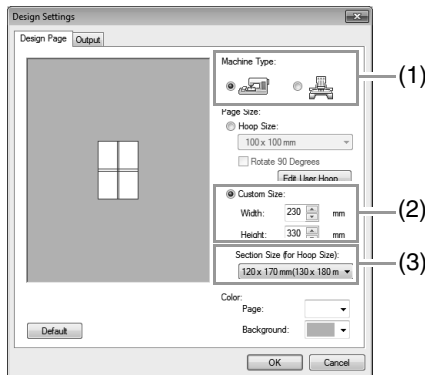 Design Settings
Design Page Output
Machine Type:
(1)
Page Size:
Hoop Size:
100 x 100 mm
Rotate 90 Degrees
Edit User Hoop
Custom Size:
Width: 230 mm
(2)
Height: 330 mm
Section Size (for Hoop Size):
(3)
120 x 170 mm(130 x 180 m
Color:
Page:
Default
Background:
OK Cancel